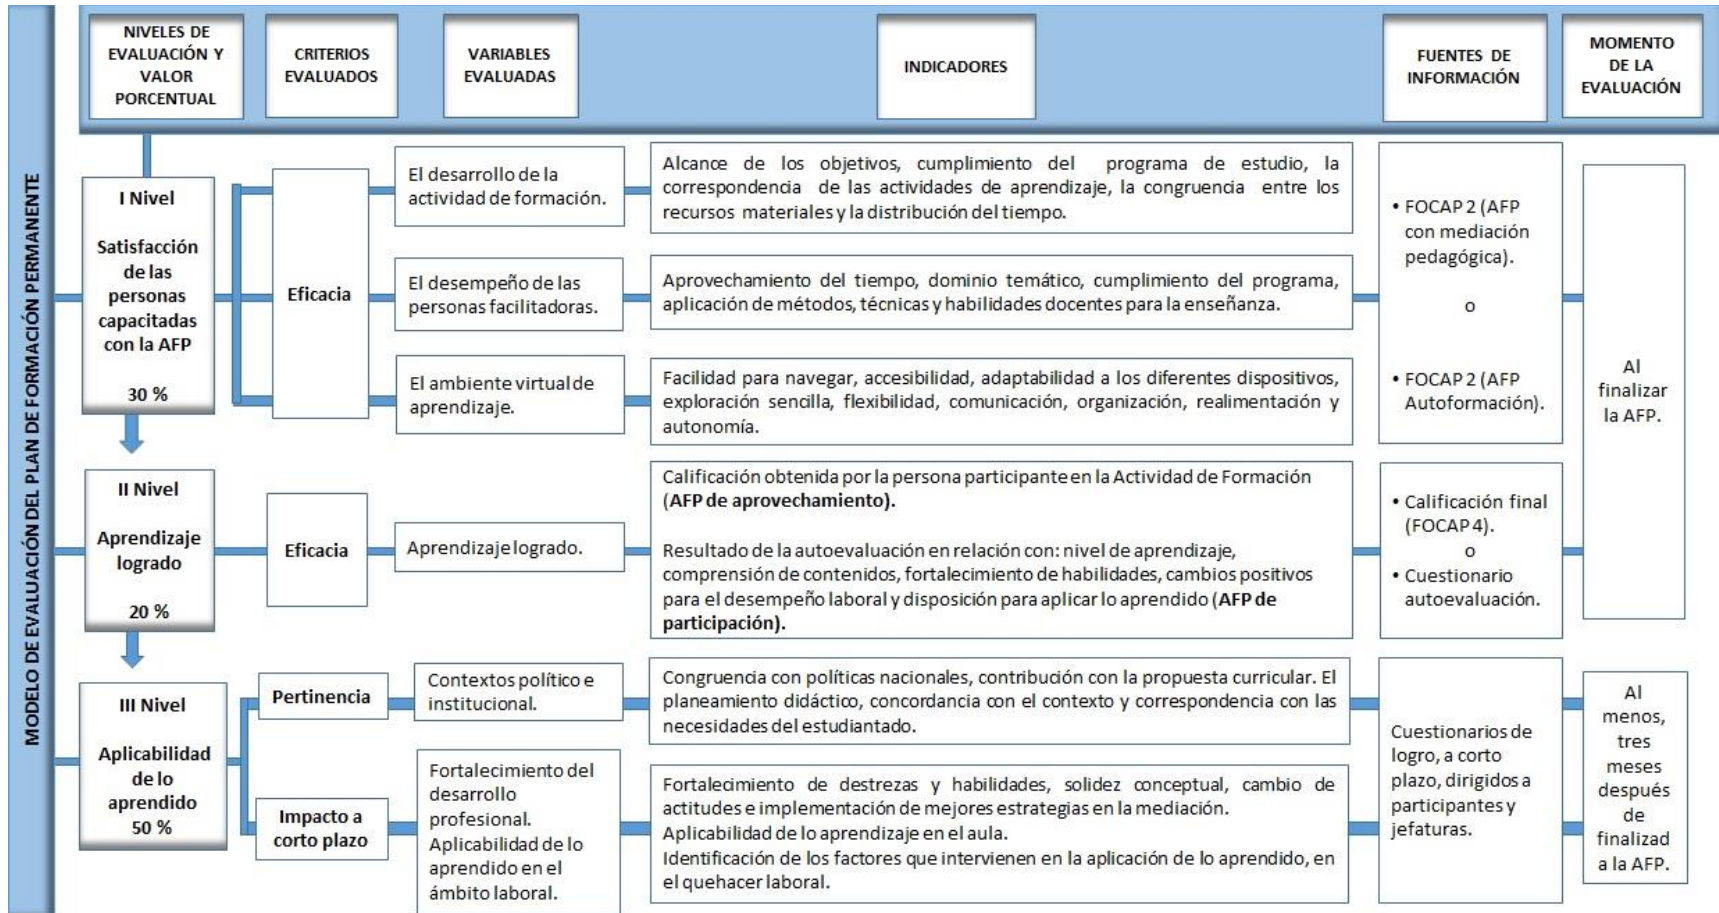 NIVELES DE
EVALUACIÓN Y
VALOR
PORCENTUAL
CRITERIOS
EVALUADOS
VARIABLES
EVALUADAS
INDICADORES
FUENTES DE
INFORMACIÓN
MOMENTO
DE LA
EVALUACIÓN
MODELO DE EVALUACIÓN DEL PLAN DE FORMACIÓN PERMANENTE
I Nivel
Satisfacción
de las
personas
capacitadas
con la AFP
30 %
Eficacia
El desarrollo de la
actividad de formación.
Alcance de los objetivos, cumplimiento del programa de estudio, la
correspondencia de las actividades de aprendizaje, la congruencia entre los
recursos materiales y la distribución del tiempo.
El desempeño de las
personas facilitadoras.
Aprovechamiento del tiempo, dominio temático, cumplimiento del programa,
aplicación de métodos, técnicas y habilidades docentes para la enseñanza.
El ambiente virtual de
aprendizaje.
Facilidad para navegar, accesibilidad, adaptabilidad a los diferentes dispositivos,
exploración sencilla, flexibilidad, comunicación, organización, realimentación y
autonomía.
• FOCAP 2 (AFP
con mediación
pedagógica).
o
• FOCAP 2 (AFP
Autoformación).
Al
finalizar
la AFP.
II Nivel
Aprendizaje
logrado
20 %
Eficacia
Aprendizaje logrado.
Calificación obtenida por la persona participante en la Actividad de Formación
(AFP de aprovechamiento).
Resultado de la autoevaluación en relación con: nivel de aprendizaje,
comprensión de contenidos, fortalecimiento de habilidades, cambios positivos
para el desempeño laboral y disposición para aplicar lo aprendido (AFP de
participación).
• Calificación final
(FOCAP 4).
o
• Cuestionario
autoevaluación.
III Nivel
Aplicabilidad
de lo
aprendido
50 %
Pertinencia
Contextos político e
institucional.
Congruencia con políticas nacionales, contribución con la propuesta curricular. El
planeamiento didáctico, concordancia con el contexto y correspondencia con las
necesidades del estudiantado.
Impacto a
corto plazo
Fortalecimiento del
desarrollo
profesional.
Aplicabilidad de lo
aprendido en el
ámbito laboral.
Fortalecimiento de destrezas y habilidades, solidez conceptual, cambio de
actitudes e implementación de mejores estrategias en la mediación.
Aplicabilidad de lo aprendizaje en el aula.
Identificación de los factores que intervienen en la aplicación de lo aprendido, en
el quehacer laboral.
Cuestionarios de
logro, a corto
plazo, dirigidos a
participantes y
jefaturas.
Al
menos,
tres
meses
después
de
finalizad
a la AFP.